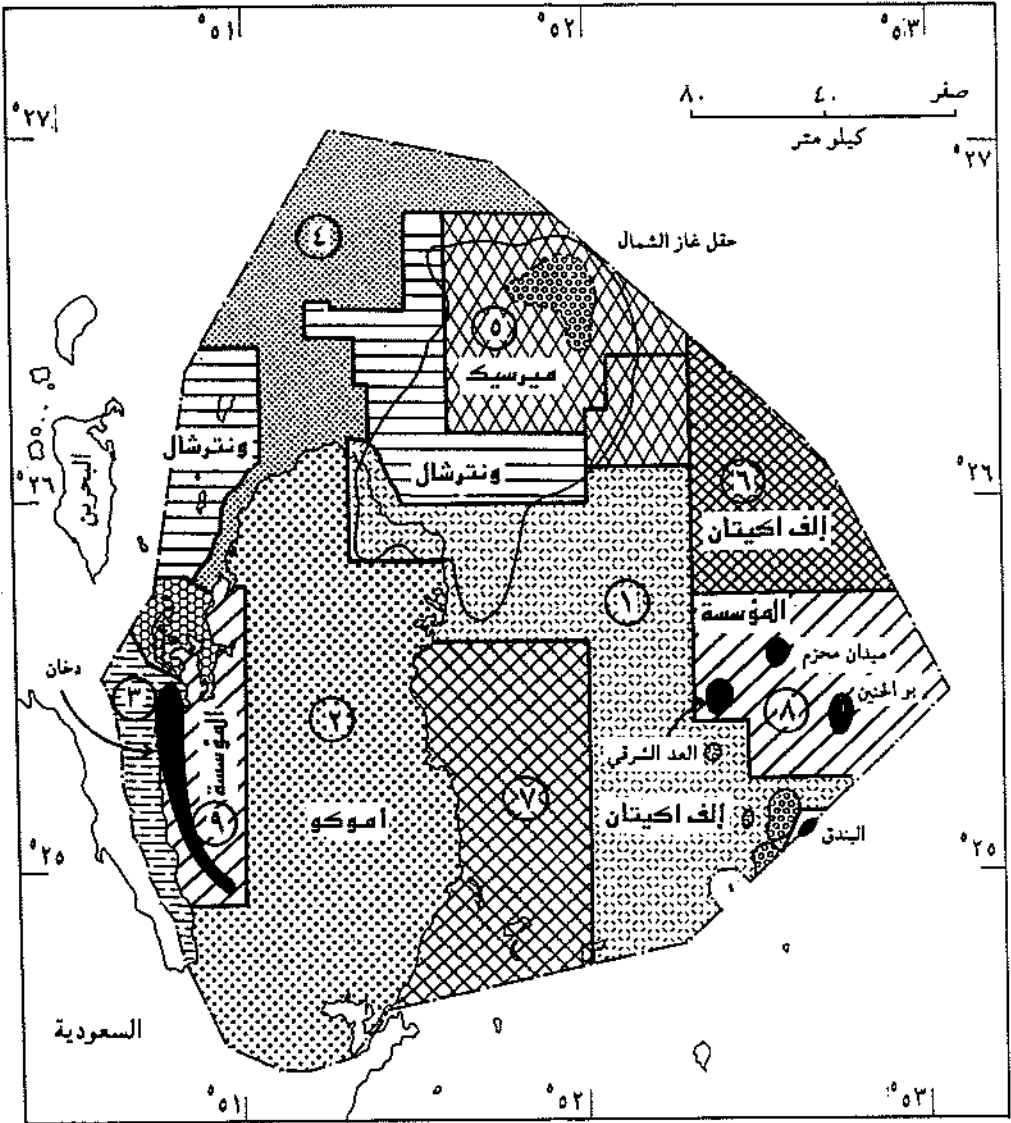 °٥١ °٥٢ °٥٣
صفر ٤٠ ٨٠
كيلو متر
°٢٧ °٢٧
حقل غاز الشمال
٤
٥
ميرسيك
ونترشال
ونترشال
البحرين
°٢٦ °٢٦
٦
إلف اكيتان
المؤسسة
١
ميدان محزم
بو الحنين
٨
دخان
٣
٢
المؤسسة
٩
العد الشرقي
٧
إلف اكيتان
أموكو
البندق
°٢٥ °٢٥
السعودية
°٥١ °٥٢ °٥٣